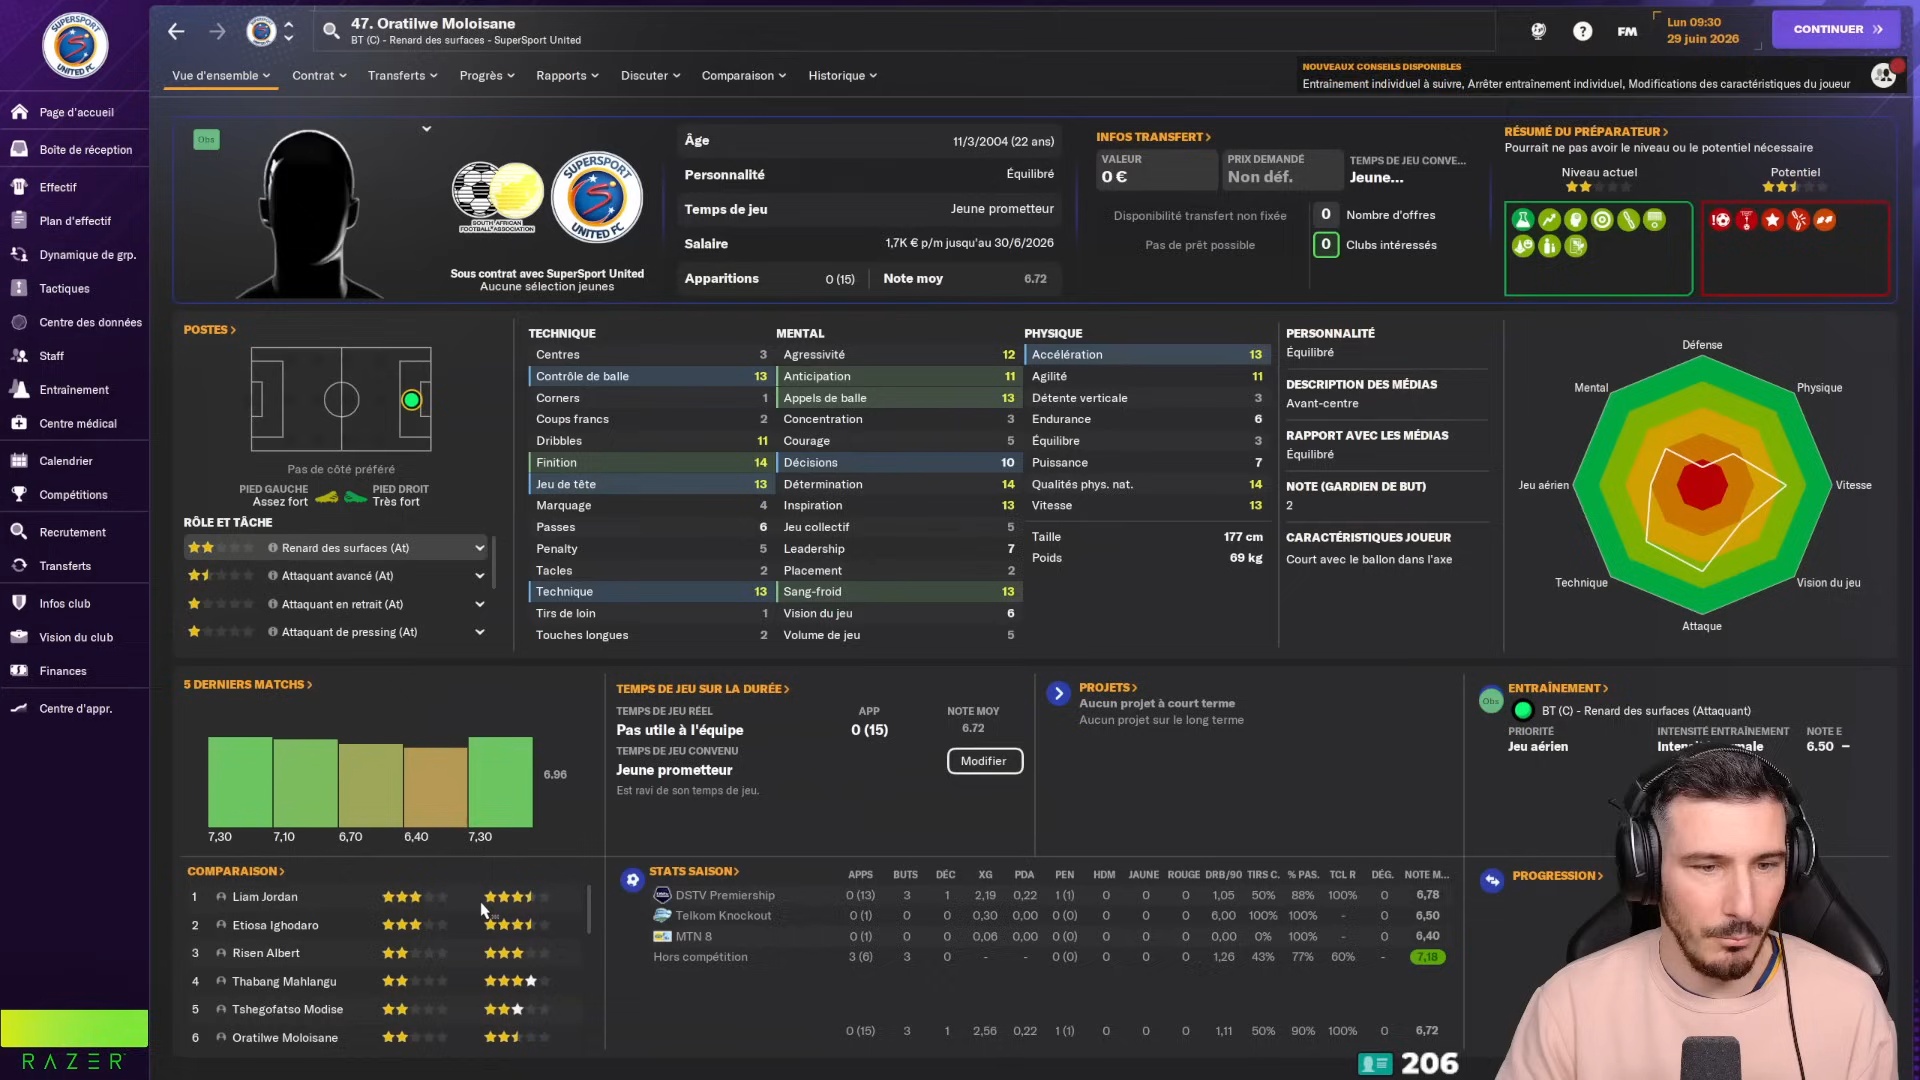 SUPERSPORT
UNITED FC
47. Oratilwe Moloisane
BT (C) - Renard des surfaces - SuperSport United
FM
Lun 09:30
29 juin 2026
CONTINUER
Vue d'ensemble
Contrat
Transferts
Progrès
Rapports
Discuter
Comparaison
Historique
NOUVEAUX CONSEILS DISPONIBLES
Entraînement individuel à suivre, Arrêter entraînement individuel, Modifications des caractéristiques du joueur
Page d'accueil
Boîte de réception
Effectif
Plan d'effectif
Dynamique de grp.
Tactiques
Centre des données
Staff
Entraînement
Centre médical
Calendrier
Compétitions
Recrutement
Transferts
Infos club
Vision du club
Finances
Centre d'appr.
RAZER
Obs
SOUTH AFRICAN
FOOTBALL ASSOCIATION
SUPERSPORT
UNITED FC
Sous contrat avec SuperSport United
Aucune sélection jeunes
Âge 11/3/2004 (22 ans)
Personnalité Équilibré
Temps de jeu Jeune prometteur
Salaire 1,7K € p/m jusqu'au 30/6/2026
Apparitions 0 (15) Note moy 6.72
INFOS TRANSFERT
VALEUR
0 €
PRIX DEMANDÉ
Non déf.
TEMPS DE JEU CONVE...
Jeune...
Disponibilité transfert non fixée
Pas de prêt possible
0 Nombre d'offres
0 Clubs intéressés
RÉSUMÉ DU PRÉPARATEUR
Pourrait ne pas avoir le niveau ou le potentiel nécessaire
Niveau actuel
Potentiel
POSTES
Pas de côté préféré
PIED GAUCHE
Assez fort
PIED DROIT
Très fort
RÔLE ET TÂCHE
Renard des surfaces (At)
Attaquant avancé (At)
Attaquant en retrait (At)
Attaquant de pressing (At)
TECHNIQUE
Centres 3
Contrôle de balle 13
Corners 1
Coups francs 2
Dribbles 11
Finition 14
Jeu de tête 13
Marquage 4
Passes 6
Penalty 5
Tacles 2
Technique 13
Tirs de loin 1
Touches longues 2
MENTAL
Agressivité 12
Anticipation 11
Appels de balle 13
Concentration 3
Courage 5
Décisions 10
Détermination 14
Inspiration 13
Jeu collectif 5
Leadership 7
Placement 2
Sang-froid 13
Vision du jeu 6
Volume de jeu 5
PHYSIQUE
Accélération 13
Agilité 11
Détente verticale 3
Endurance 6
Équilibre 3
Puissance 7
Qualités phys. nat. 14
Vitesse 13
Taille 177 cm
Poids 69 kg
PERSONNALITÉ
Équilibré
DESCRIPTION DES MÉDIAS
Avant-centre
RAPPORT AVEC LES MÉDIAS
Équilibré
NOTE (GARDIEN DE BUT)
2
CARACTÉRISTIQUES JOUEUR
Court avec le ballon dans l'axe
Défense
Physique
Vitesse
Vision du jeu
Attaque
Technique
Jeu aérien
Mental
5 DERNIERS MATCHS
6.96
7,30 7,10 6,70 6,40 7,30
TEMPS DE JEU SUR LA DURÉE
TEMPS DE JEU RÉEL APP NOTE MOY
Pas utile à l'équipe 0 (15) 6.72
TEMPS DE JEU CONVENU
Jeune prometteur
Modifier
Est ravi de son temps de jeu.
PROJETS
Aucun projet à court terme
Aucun projet sur le long terme
Obs
ENTRAÎNEMENT
BT (C) - Renard des surfaces (Attaquant)
PRIORITÉ
Jeu aérien
INTENSITÉ ENTRAÎNEMENT
NOTE E
6.50 –
COMPARAISON
1 Liam Jordan
2 Etiosa Ighodaro
3 Risen Albert
4 Thabang Mahlangu
5 Tshegofatso Modise
6 Oratilwe Moloisane
STATS SAISON APPS BUTS DÉC XG PDA PEN HDM JAUNE ROUGE DRB/90 TIRS C. % PAS. TCL R DÉG. NOTE M...
DSTV Premiership 0 (13) 3 1 2,19 0,22 1 (1) 0 0 0 1,05 50% 88% 100% 0 6,78
Telkom Knockout 0 (1) 0 0 0,30 0,00 0 (0) 0 0 0 6,00 100% 100% - 0 6,50
MTN 8 0 (1) 0 0 0,06 0,00 0 (0) 0 0 0 0,00 0% 100% - 0 6,40
Hors compétition 3 (6) 3 0 - - 0 (0) 0 0 0 1,26 43% 77% 60% - 7,18
0 (15) 3 1 2,56 0,22 1 (1) 0 0 0 1,11 50% 90% 100% 0 6,72
PROGRESSION
206